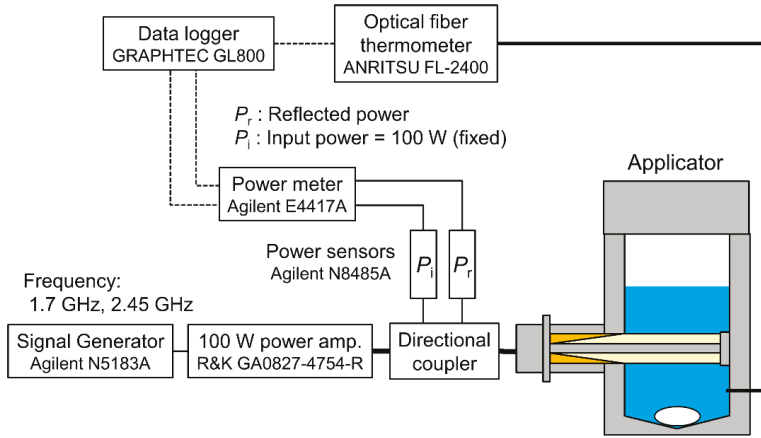 Data logger
GRAPHTEC GL800
Optical fiber
thermometer
ANRITSU FL-2400
Pr : Reflected power
Pi : Input power = 100 W (fixed)
Applicator
Power meter
Agilent E4417A
Power sensors
Agilent N8485A
Pi
Pr
Frequency:
1.7 GHz, 2.45 GHz
Signal Generator
Agilent N5183A
100 W power amp.
R&K GA0827-4754-R
Directional
coupler